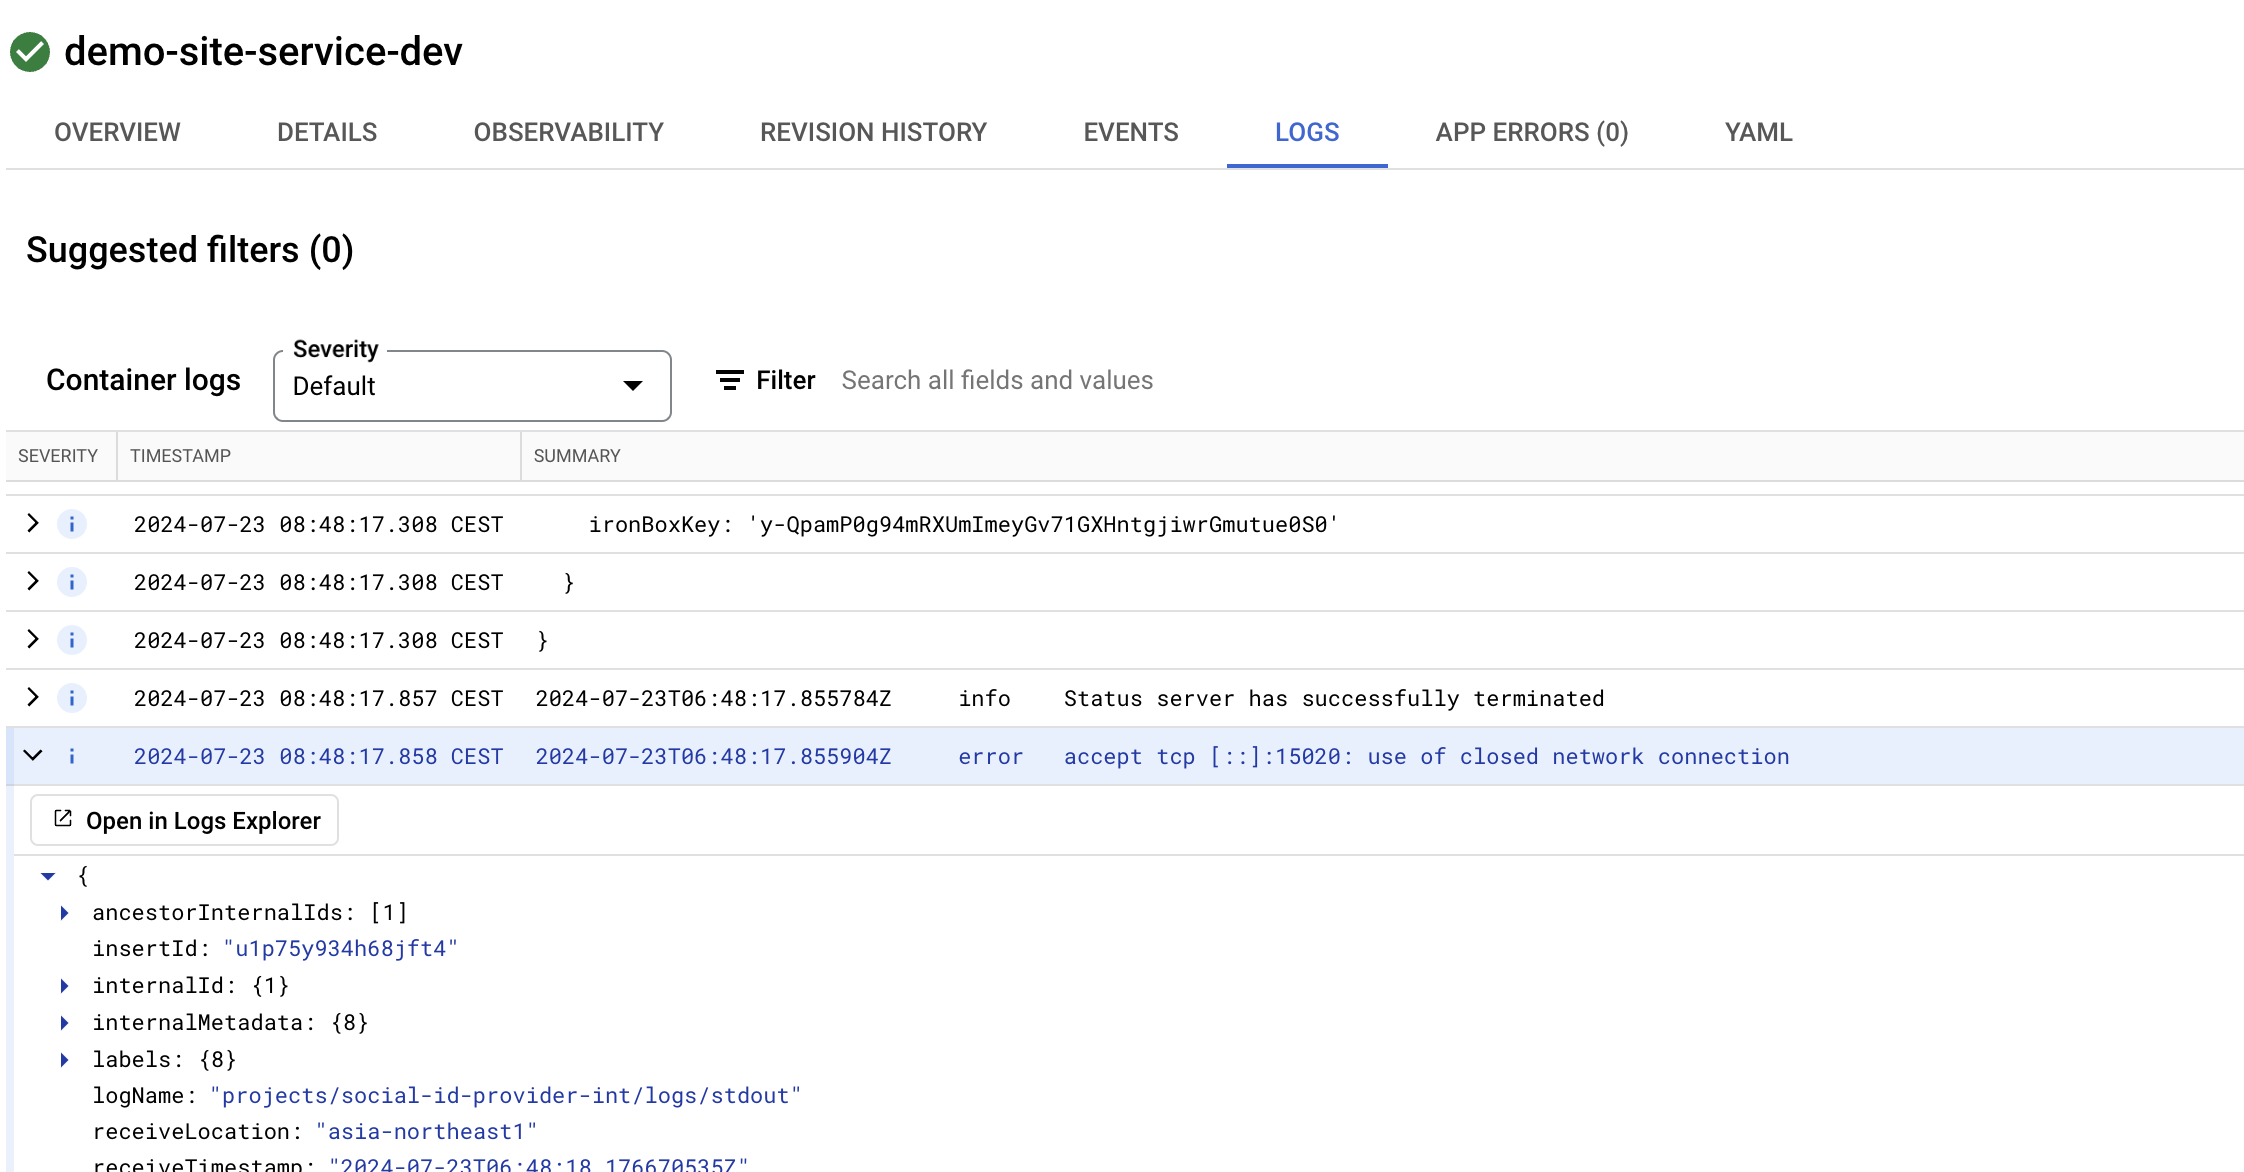 demo-site-service-dev
OVERVIEW DETAILS OBSERVABILITY REVISION HISTORY EVENTS LOGS APP ERRORS (0) YAML
Suggested filters (0)
Severity
Container logs Default Filter Search all fields and values
SEVERITY TIMESTAMP SUMMARY
2024-07-23 08:48:17.308 CEST ironBoxKey: 'y-QpamP0g94mRXUmImeyGv71GXHntgjiwrGmutue0S0'
2024-07-23 08:48:17.308 CEST }
2024-07-23 08:48:17.308 CEST }
2024-07-23 08:48:17.857 CEST 2024-07-23T06:48:17.855784Z info Status server has successfully terminated
2024-07-23 08:48:17.858 CEST 2024-07-23T06:48:17.855904Z error accept tcp [::]:15020: use of closed network connection
Open in Logs Explorer
{
ancestorInternalIds: [1]
insertId: "u1p75y934h68jft4"
internalId: {1}
internalMetadata: {8}
labels: {8}
logName: "projects/social-id-provider-int/logs/stdout"
receiveLocation: "asia-northeast1"
receiveTimestamp: "2024-07-23T06:48:18.176670535Z"